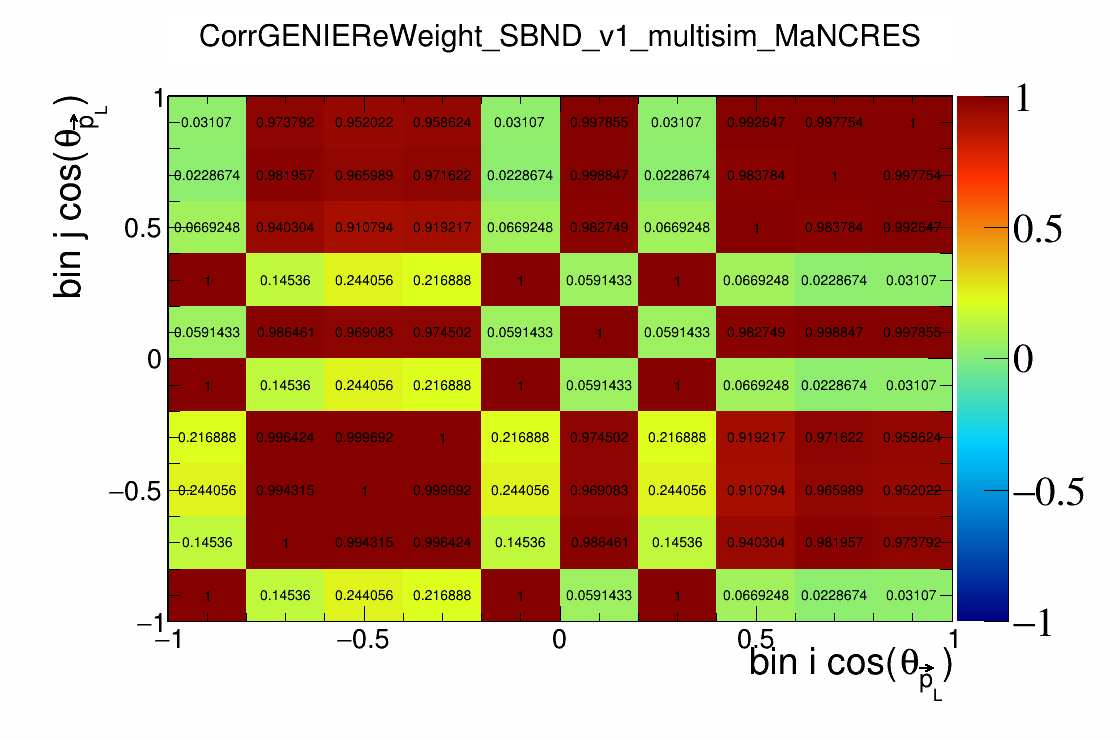 CorrGENIEReWeight_SBND_v1_multisim_MaNCRES
bin j cos(θ p⃗ L)
1 0.03107 0.973792 0.952022 0.958624 0.03107 0.997855 0.03107 0.992647 0.997754 1 1
0.0228674 0.981957 0.965989 0.971622 0.0228674 0.998847 0.0228674 0.983784 1 0.997754
0.5 0.0669248 0.940304 0.910794 0.919217 0.0669248 0.982749 0.0669248 1 0.983784 0.992647 0.5
1 0.14536 0.244056 0.216888 1 0.0591433 1 0.0669248 0.0228674 0.03107
0.0591433 0.986461 0.969083 0.974502 0.0591433 1 0.0591433 0.982749 0.998847 0.997855
0 1 0.14536 0.244056 0.216888 1 0.0591433 1 0.0669248 0.0228674 0.03107 0
0.216888 0.996424 0.999692 1 0.216888 0.974502 0.216888 0.919217 0.971622 0.958624
−0.5 0.244056 0.994315 1 0.999692 0.244056 0.969083 0.244056 0.910794 0.965989 0.952022 −0.5
0.14536 1 0.994315 0.996424 0.14536 0.986461 0.14536 0.940304 0.981957 0.973792
−1 1 0.14536 0.244056 0.216888 1 0.0591433 1 0.0669248 0.0228674 0.03107 −1
−1 −0.5 0 0.5 1
bin i cos(θ p⃗ L)